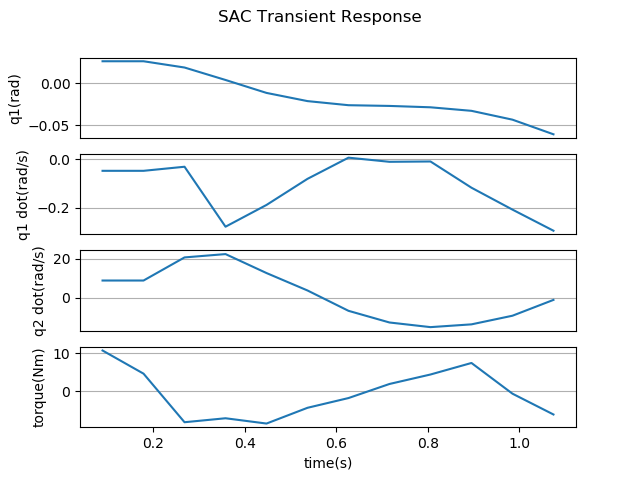 SAC Transient Response
q1(rad)
0.00
−0.05
q1 dot(rad/s)
0.0
−0.2
q2 dot(rad/s)
20
0
torque(Nm)
10
0
0.2 0.4 0.6 0.8 1.0
time(s)